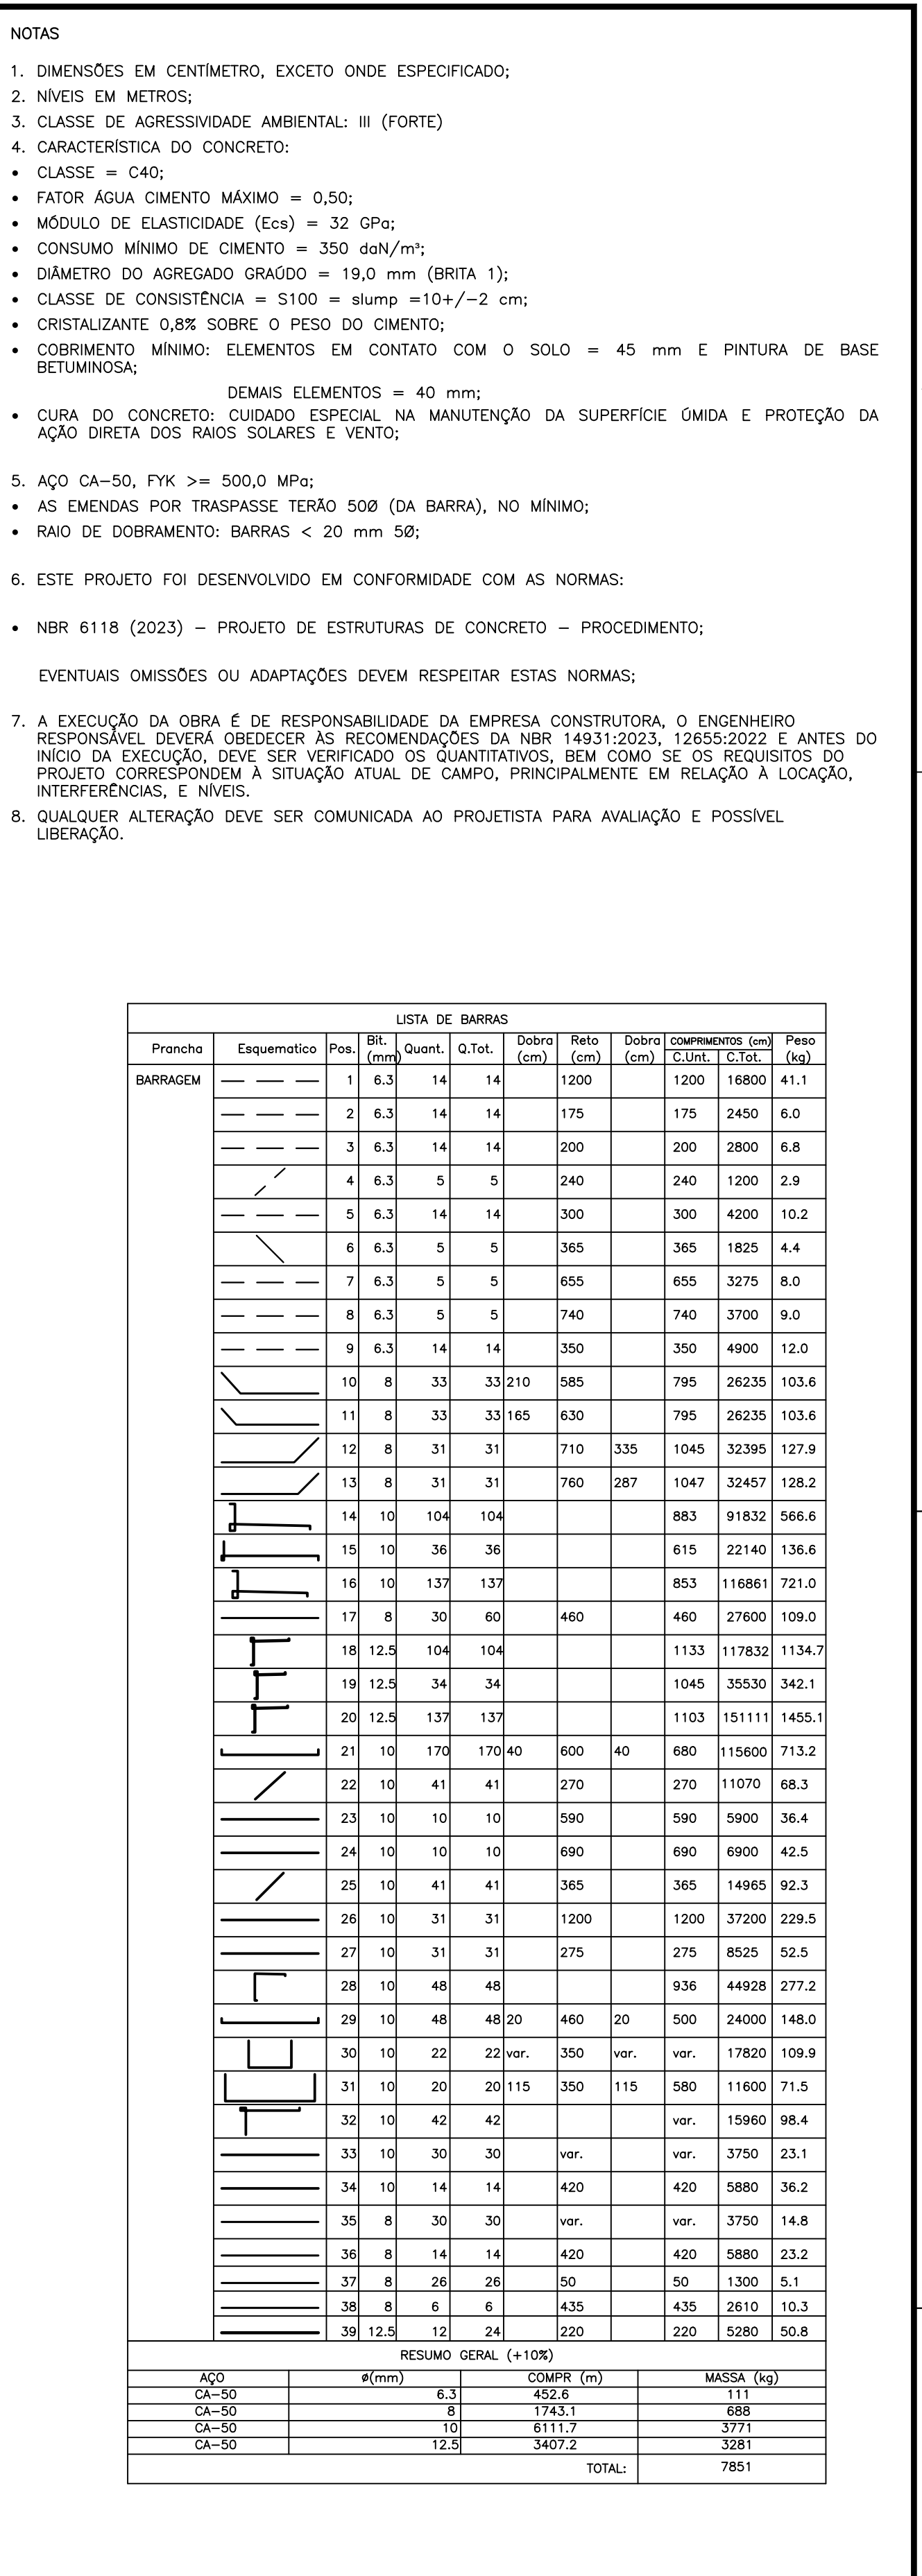 NOTAS
1. DIMENSÕES EM CENTÍMETRO, EXCETO ONDE ESPECIFICADO;
2. NÍVEIS EM METROS;
3. CLASSE DE AGRESSIVIDADE AMBIENTAL: III (FORTE)
4. CARACTERÍSTICA DO CONCRETO:
• CLASSE = C40;
• FATOR ÁGUA CIMENTO MÁXIMO = 0,50;
• MÓDULO DE ELASTICIDADE (Ecs) = 32 GPa;
• CONSUMO MÍNIMO DE CIMENTO = 350 daN/m³;
• DIÂMETRO DO AGREGADO GRAÚDO = 19,0 mm (BRITA 1);
• CLASSE DE CONSISTÊNCIA = S100 = slump =10+/−2 cm;
• CRISTALIZANTE 0,8% SOBRE O PESO DO CIMENTO;
• COBRIMENTO MÍNIMO: ELEMENTOS EM CONTATO COM O SOLO = 45 mm E PINTURA DE BASE
BETUMINOSA;
DEMAIS ELEMENTOS = 40 mm;
• CURA DO CONCRETO: CUIDADO ESPECIAL NA MANUTENÇÃO DA SUPERFÍCIE ÚMIDA E PROTEÇÃO DA
AÇÃO DIRETA DOS RAIOS SOLARES E VENTO;
5. AÇO CA−50, FYK >= 500,0 MPa;
• AS EMENDAS POR TRASPASSE TERÃO 50Ø (DA BARRA), NO MÍNIMO;
• RAIO DE DOBRAMENTO: BARRAS < 20 mm 5Ø;
6. ESTE PROJETO FOI DESENVOLVIDO EM CONFORMIDADE COM AS NORMAS:
• NBR 6118 (2023) − PROJETO DE ESTRUTURAS DE CONCRETO − PROCEDIMENTO;
EVENTUAIS OMISSÕES OU ADAPTAÇÕES DEVEM RESPEITAR ESTAS NORMAS;
7. A EXECUÇÃO DA OBRA É DE RESPONSABILIDADE DA EMPRESA CONSTRUTORA, O ENGENHEIRO
RESPONSÁVEL DEVERÁ OBEDECER ÀS RECOMENDAÇÕES DA NBR 14931:2023, 12655:2022 E ANTES DO
INÍCIO DA EXECUÇÃO, DEVE SER VERIFICADO OS QUANTITATIVOS, BEM COMO SE OS REQUISITOS DO
PROJETO CORRESPONDEM À SITUAÇÃO ATUAL DE CAMPO, PRINCIPALMENTE EM RELAÇÃO À LOCAÇÃO,
INTERFERÊNCIAS, E NÍVEIS.
8. QUALQUER ALTERAÇÃO DEVE SER COMUNICADA AO PROJETISTA PARA AVALIAÇÃO E POSSÍVEL
LIBERAÇÃO.
LISTA DE BARRAS
Prancha Esquematico Pos. Bit. (mm) Quant. Q.Tot. Dobra (cm) Reto (cm) Dobra (cm) COMPRIMENTOS (cm) C.Unt. C.Tot. Peso (kg)
BARRAGEM 1 6.3 14 14 1200 1200 16800 41.1
2 6.3 14 14 175 175 2450 6.0
3 6.3 14 14 200 200 2800 6.8
4 6.3 5 5 240 240 1200 2.9
5 6.3 14 14 300 300 4200 10.2
6 6.3 5 5 365 365 1825 4.4
7 6.3 5 5 655 655 3275 8.0
8 6.3 5 5 740 740 3700 9.0
9 6.3 14 14 350 350 4900 12.0
10 8 33 33 210 585 795 26235 103.6
11 8 33 33 165 630 795 26235 103.6
12 8 31 31 710 335 1045 32395 127.9
13 8 31 31 760 287 1047 32457 128.2
14 10 104 104 883 91832 566.6
15 10 36 36 615 22140 136.6
16 10 137 137 853 116861 721.0
17 8 30 60 460 460 27600 109.0
18 12.5 104 104 1133 117832 1134.7
19 12.5 34 34 1045 35530 342.1
20 12.5 137 137 1103 151111 1455.1
21 10 170 170 40 600 40 680 115600 713.2
22 10 41 41 270 270 11070 68.3
23 10 10 10 590 590 5900 36.4
24 10 10 10 690 690 6900 42.5
25 10 41 41 365 365 14965 92.3
26 10 31 31 1200 1200 37200 229.5
27 10 31 31 275 275 8525 52.5
28 10 48 48 936 44928 277.2
29 10 48 48 20 460 20 500 24000 148.0
30 10 22 22 var. 350 var. var. 17820 109.9
31 10 20 20 115 350 115 580 11600 71.5
32 10 42 42 var. 15960 98.4
33 10 30 30 var. var. 3750 23.1
34 10 14 14 420 420 5880 36.2
35 8 30 30 var. var. 3750 14.8
36 8 14 14 420 420 5880 23.2
37 8 26 26 50 50 1300 5.1
38 8 6 6 435 435 2610 10.3
39 12.5 12 24 220 220 5280 50.8
RESUMO GERAL (+10%)
AÇO ø(mm) COMPR (m) MASSA (kg)
CA−50 6.3 452.6 111
CA−50 8 1743.1 688
CA−50 10 6111.7 3771
CA−50 12.5 3407.2 3281
TOTAL: 7851